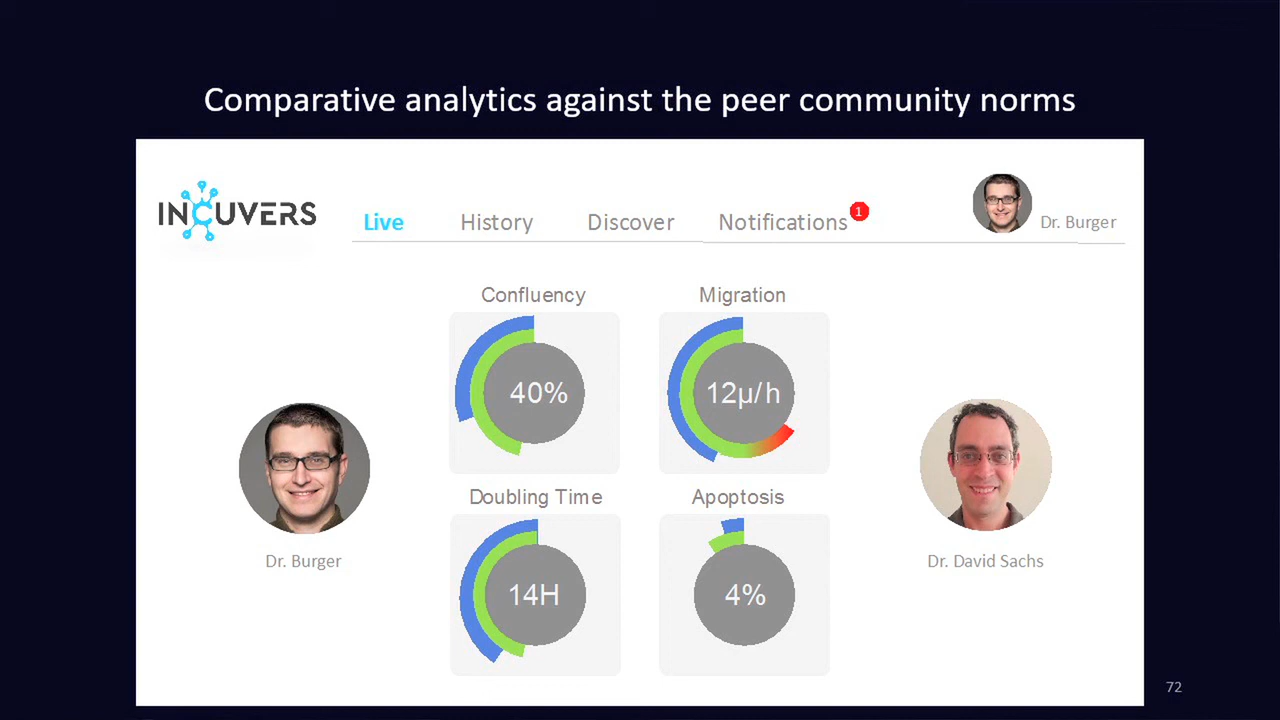 Comparative analytics against the peer community norms
INCUVERS
Live History Discover Notifications 1 Dr. Burger
Confluency Migration
40% 12µ/h
Doubling Time Apoptosis
Dr. Burger Dr. David Sachs
14H 4%
72